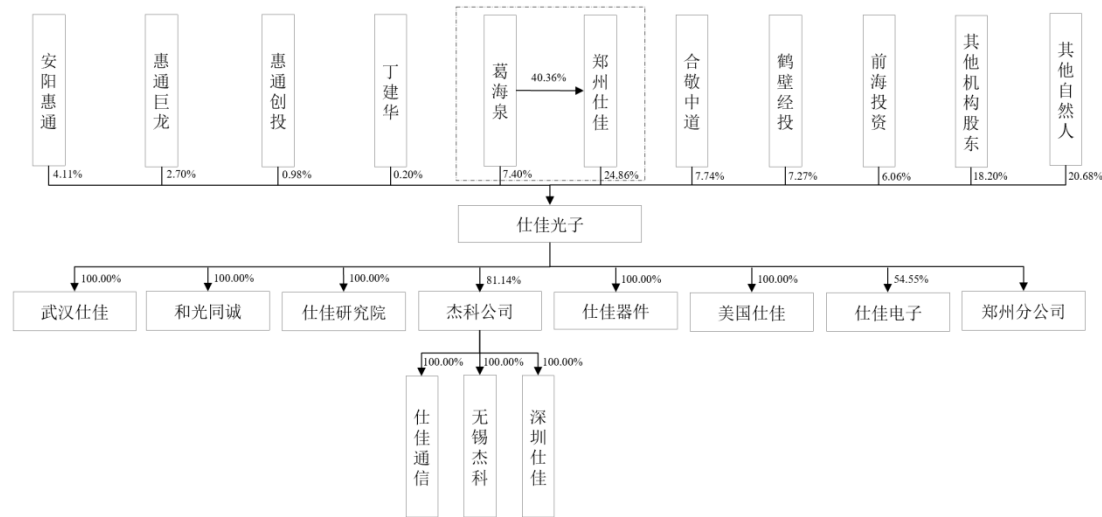 安阳惠通
惠通巨龙
惠通创投
丁建华
葛海泉
40.36%
郑州仕佳
合敬中道
鹤壁经投
前海投资
其他机构股东
其他自然人
4.11%
2.70%
0.98%
0.20%
7.40%
24.86%
7.74%
7.27%
6.06%
18.20%
20.68%
仕佳光子
100.00%
100.00%
100.00%
81.14%
100.00%
100.00%
54.55%
武汉仕佳
和光同诚
仕佳研究院
杰科公司
仕佳器件
美国仕佳
仕佳电子
郑州分公司
100.00%
100.00%
100.00%
仕佳通信
无锡杰科
深圳仕佳